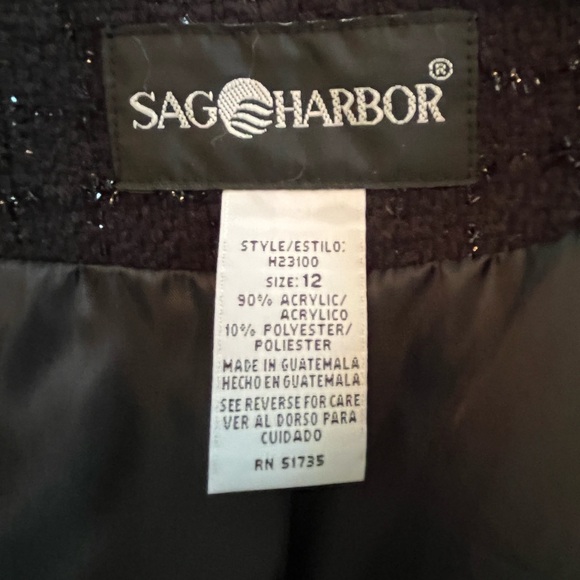 SAG HARBOR®
STYLE/ESTILO:
H23100
SIZE: 12
90% ACRYLIC/
ACRYLICO
10% POLYESTER/
POLIESTER
MADE IN GUATEMALA
HECHO EN GUATEMALA
SEE REVERSE FOR CARE
VER AL DORSO PARA
CUIDADO
RN 51735